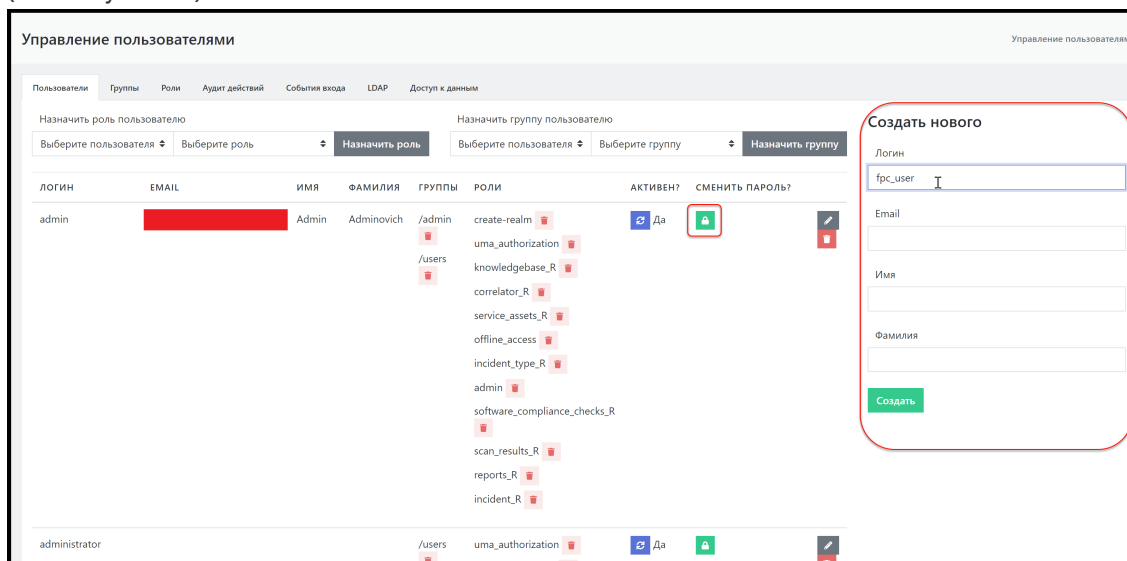 Управление пользователями
Управление пользователям
Пользователи Группы Роли Аудит действий События входа LDAP Доступ к данным
Назначить роль пользователю
Назначить группу пользователю
Выберите пользователя Выберите роль Назначить роль
Выберите пользователя Выберите группу Назначить группу
ЛОГИН EMAIL ИМЯ ФАМИЛИЯ ГРУППЫ РОЛИ АКТИВЕН? СМЕНИТЬ ПАРОЛЬ?
admin Admin Adminovich /admin create-realm Да
uma_authorization
/users knowledgebase_R
correlator_R
service_assets_R
offline_access
incident_type_R
admin
software_compliance_checks_R
scan_results_R
reports_R
incident_R
administrator /users uma_authorization Да
Создать нового
Логин
fpc_user
Email
Имя
Фамилия
Создать